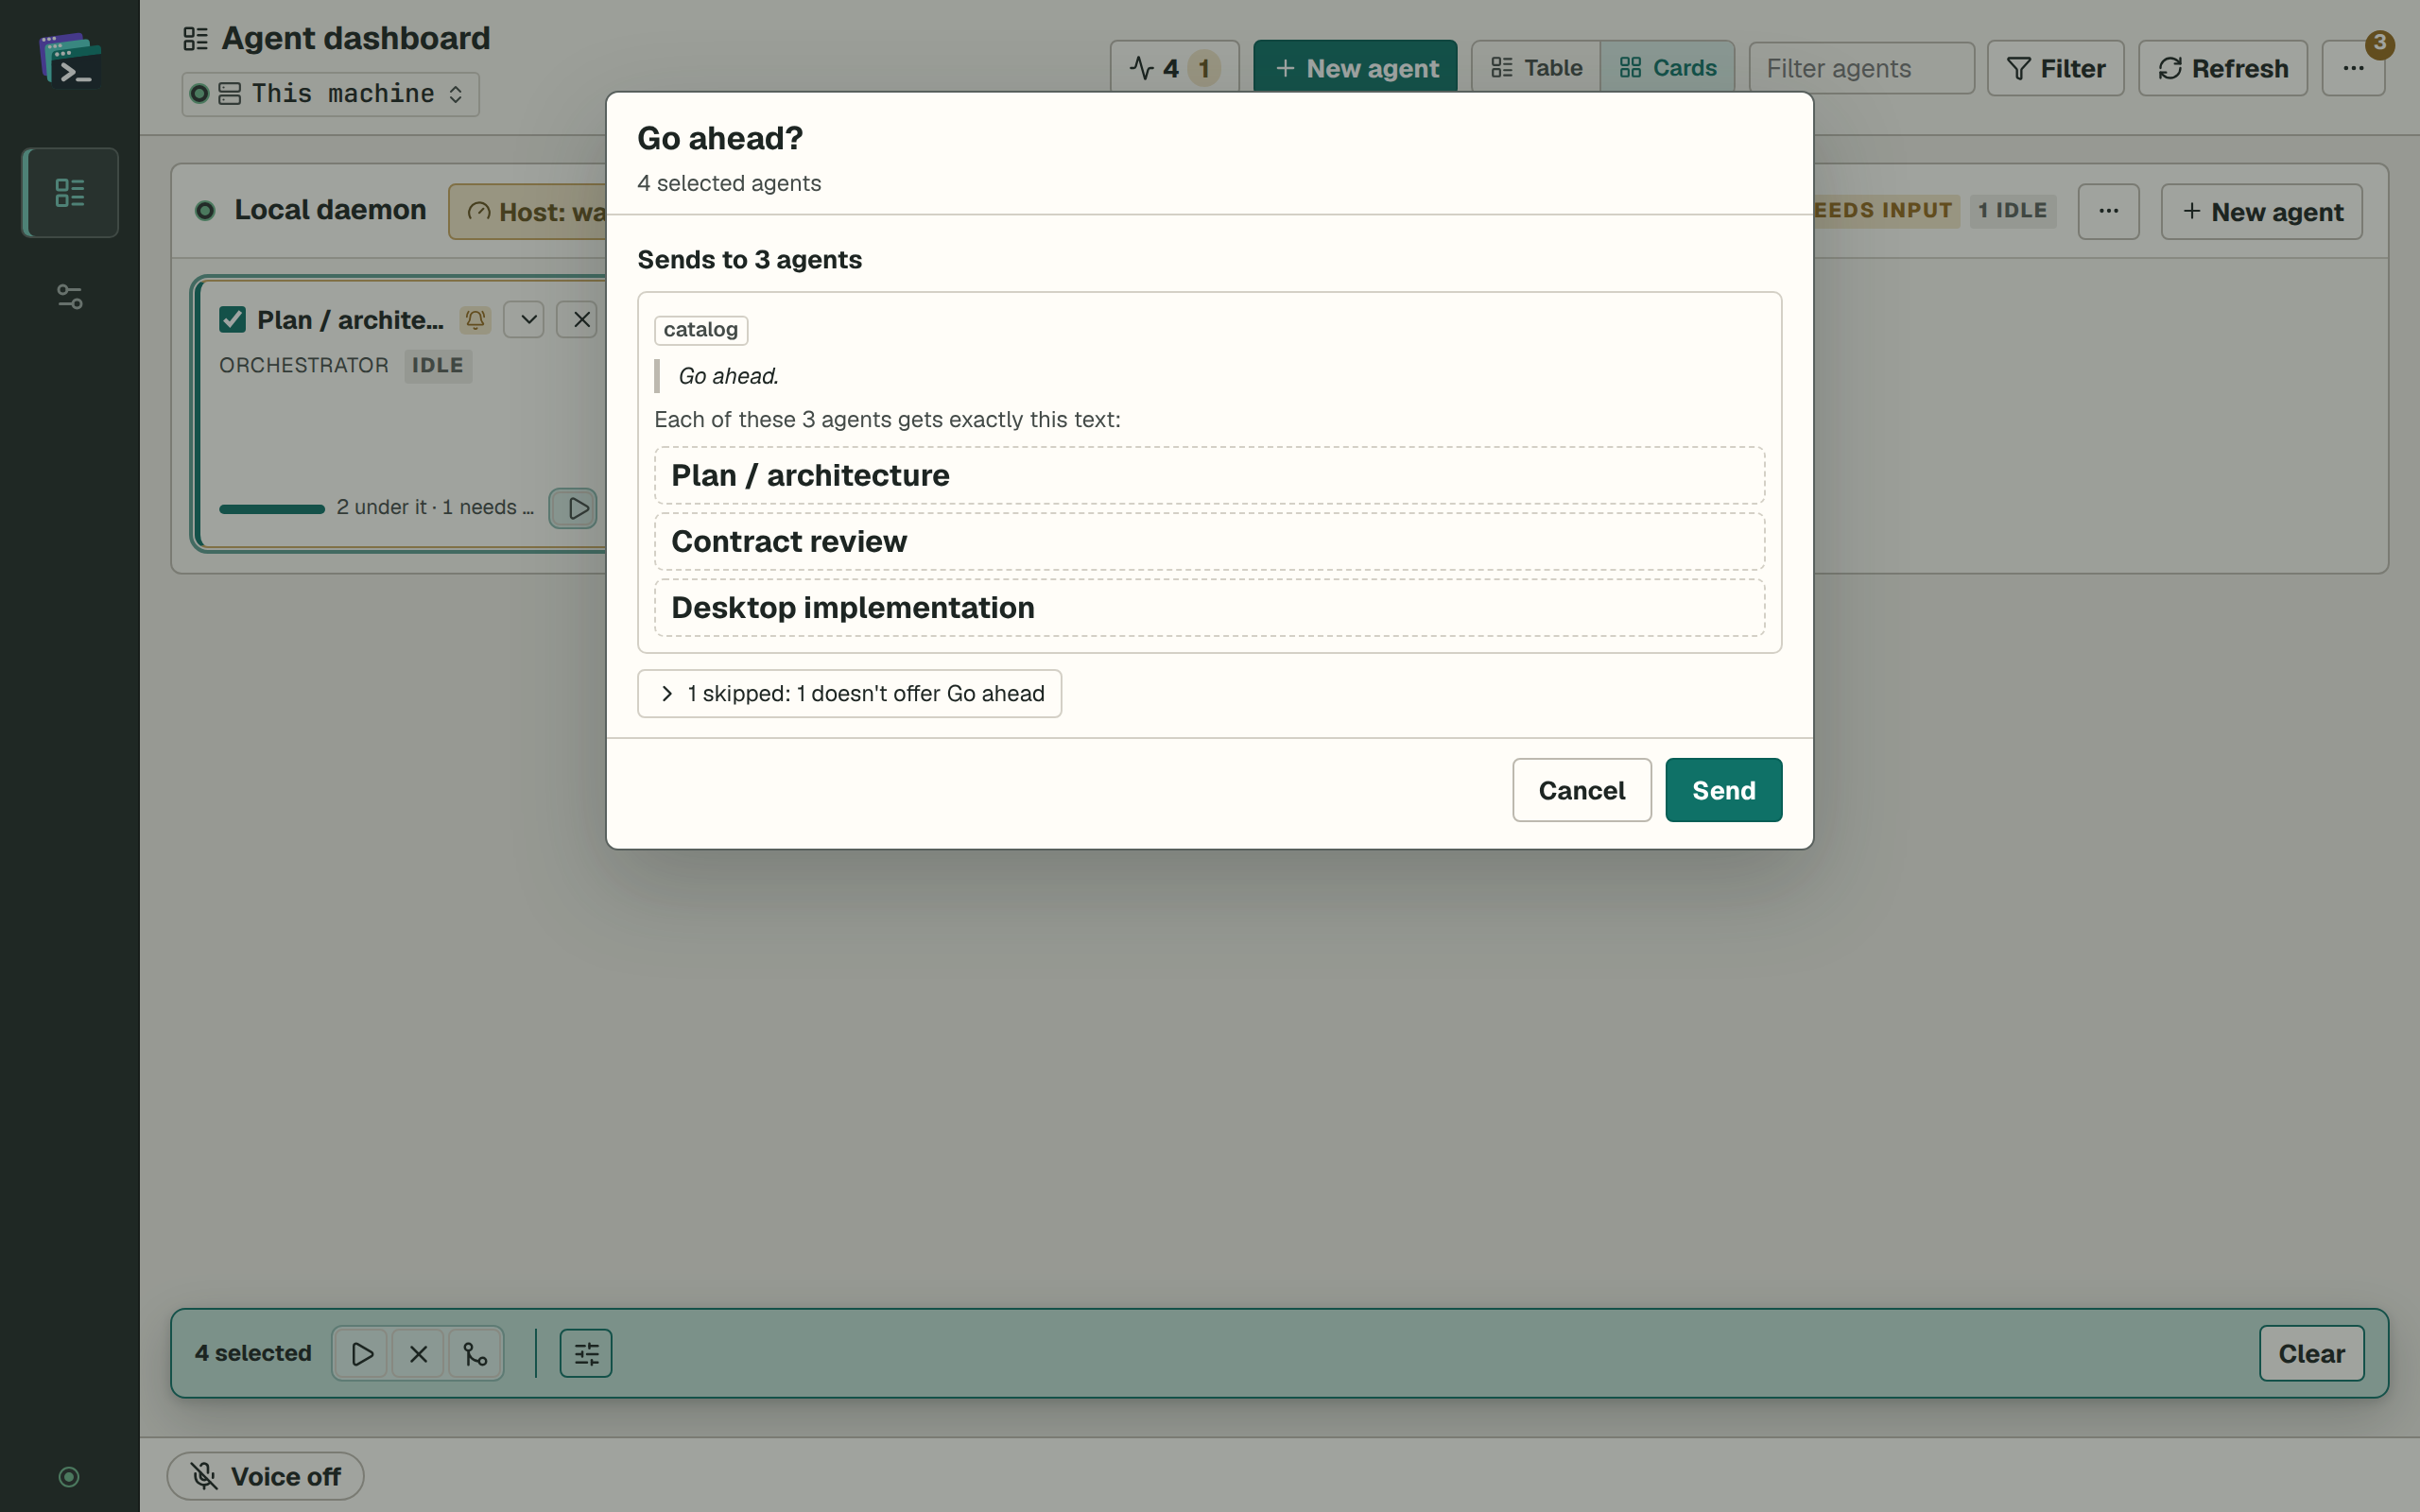 Agent dashboard
This machine
4 1
New agent
Table
Cards
Filter agents
Filter
Refresh
3
Local daemon
Host: wa
EEDS INPUT
1 IDLE
New agent
Plan / archite...
ORCHESTRATOR IDLE
2 under it · 1 needs ...
Go ahead?
4 selected agents
Sends to 3 agents
catalog
Go ahead.
Each of these 3 agents gets exactly this text:
Plan / architecture
Contract review
Desktop implementation
1 skipped: 1 doesn't offer Go ahead
Cancel
Send
4 selected
Clear
Voice off